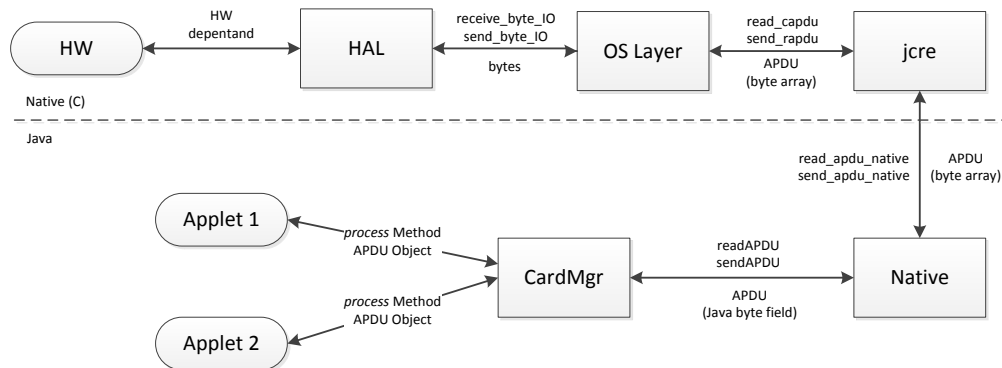 HW
HW
depentand
HAL
receive_byte_IO
send_byte_IO
bytes
OS Layer
read_capdu
send_rapdu
APDU
(byte array)
jcre
Native (C)
Java
read_apdu_native
send_apdu_native
APDU
(byte array)
Applet 1
process Method
APDU Object
CardMgr
readAPDU
sendAPDU
APDU
(Java byte field)
Native
process Method
APDU Object
Applet 2